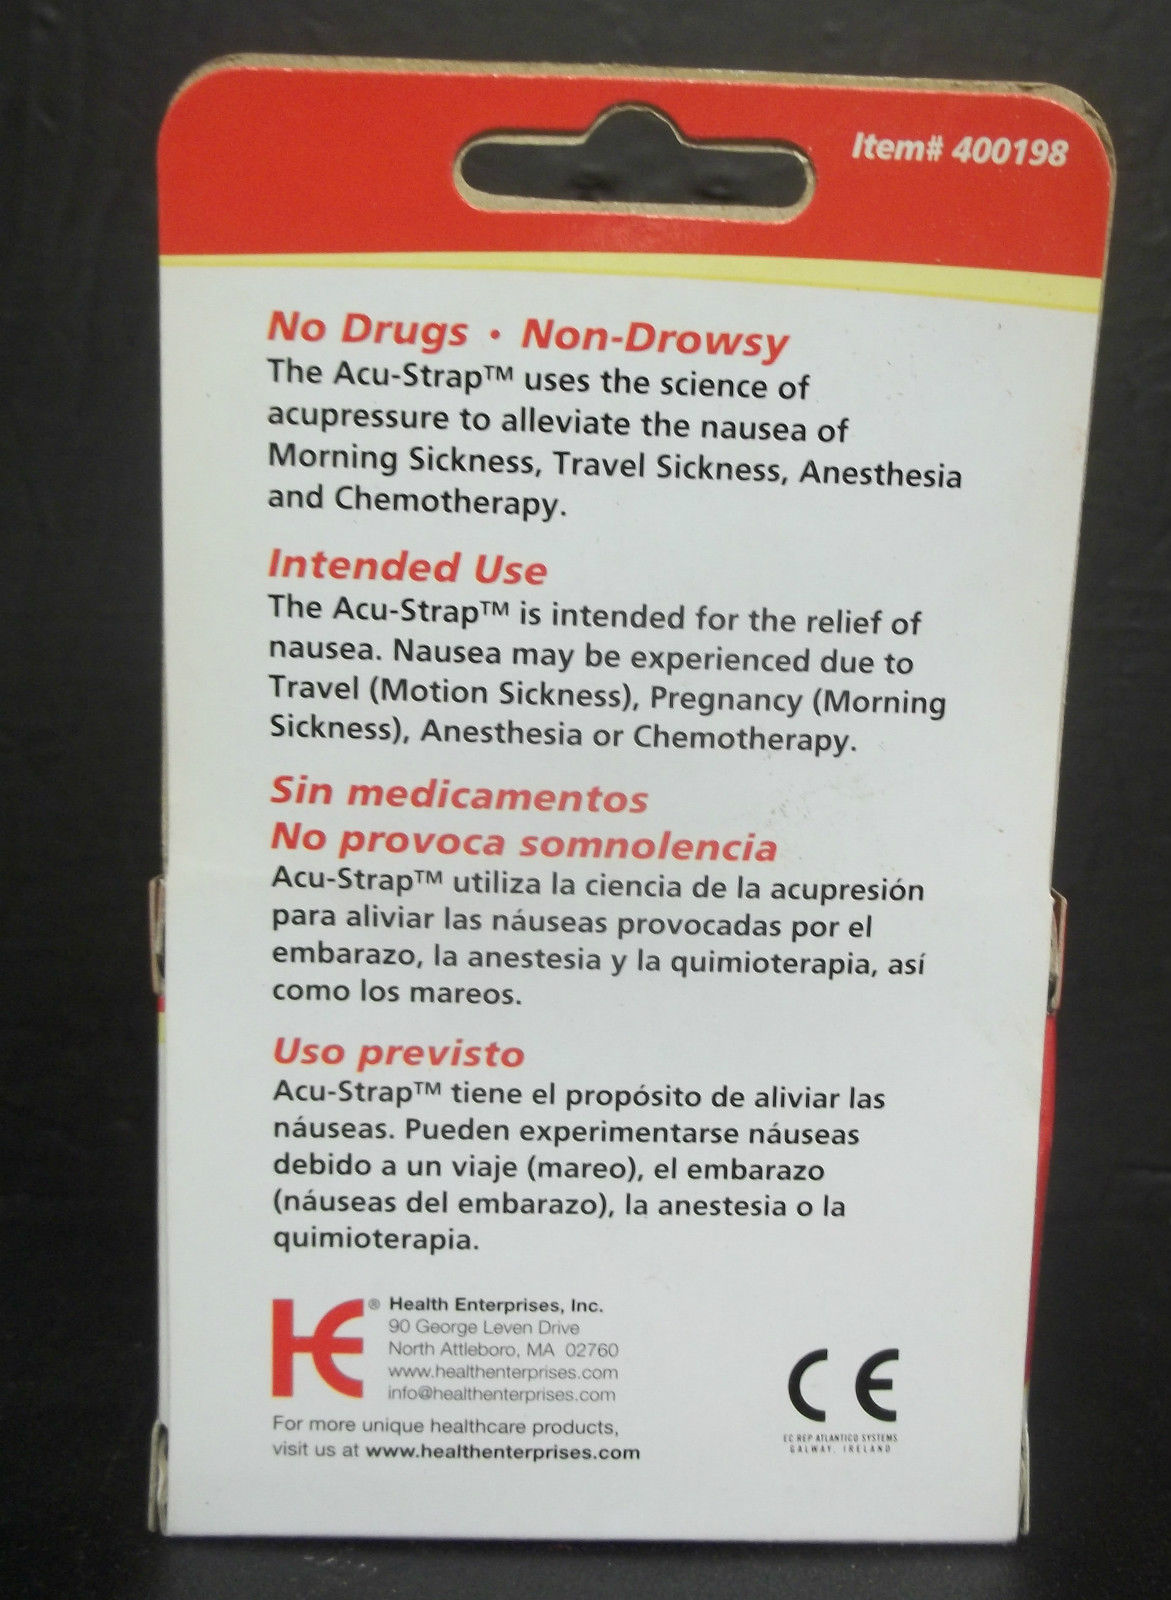 Item# 400198
No Drugs • Non-Drowsy
The Acu-Strap™ uses the science of
acupressure to alleviate the nausea of
Morning Sickness, Travel Sickness, Anesthesia
and Chemotherapy.
Intended Use
The Acu-Strap™ is intended for the relief of
nausea. Nausea may be experienced due to
Travel (Motion Sickness), Pregnancy (Morning
Sickness), Anesthesia or Chemotherapy.
Sin medicamentos
No provoca somnolencia
Acu-Strap™ utiliza la ciencia de la acupresión
para aliviar las náuseas provocadas por el
embarazo, la anestesia y la quimioterapia, así
como los mareos.
Uso previsto
Acu-Strap™ tiene el propósito de aliviar las
náuseas. Pueden experimentarse náuseas
debido a un viaje (mareo), el embarazo
(náuseas del embarazo), la anestesia o la
quimioterapia.
HE® Health Enterprises, Inc.
90 George Leven Drive
North Attleboro, MA 02760
www.healthenterprises.com
info@healthenterprises.com
For more unique healthcare products,
visit us at www.healthenterprises.com
CE
EC REP ATLANTICO SYSTEMS
GALWAY, IRELAND